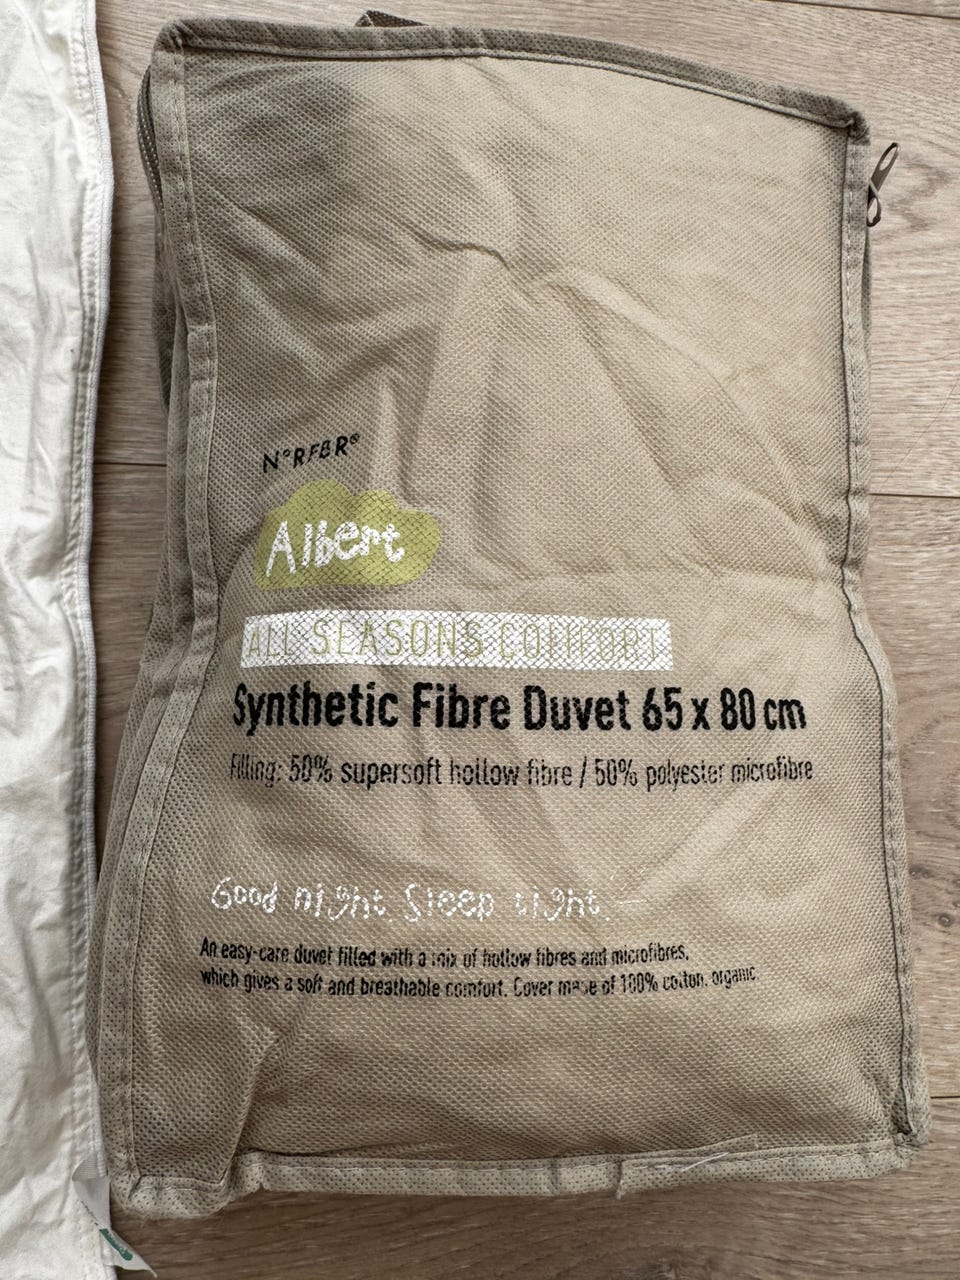 N°RFBR®
Albert
ALL SEASONS COMFORT
Synthetic Fibre Duvet 65 x 80 cm
Filling: 50% supersoft hollow fibre / 50% polyester microfibre
Good night. Sleep tight.
An easy-care duvet filled with a mix of hollow fibres and microfibres,
which gives a soft and breathable comfort. Cover made of 100% cotton, organic